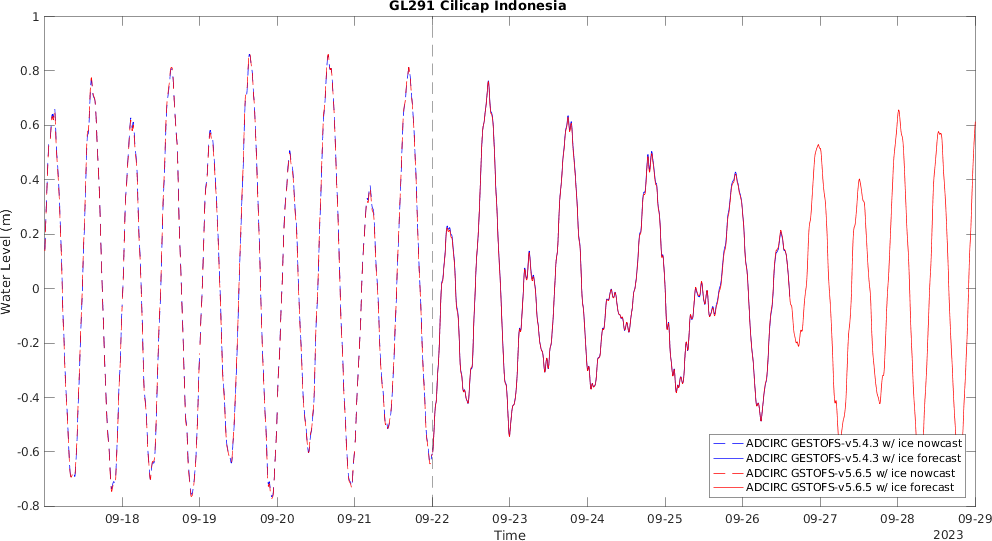 GL291 Cilicap Indonesia
1
0.8
0.6
0.4
0.2
0
-0.2
-0.4
-0.6
-0.8
Water Level (m)
ADCIRC GESTOFS-v5.4.3 w/ ice nowcast
ADCIRC GESTOFS-v5.4.3 w/ ice forecast
ADCIRC GSTOFS-v5.6.5 w/ ice nowcast
ADCIRC GSTOFS-v5.6.5 w/ ice forecast
09-18 09-19 09-20 09-21 09-22 09-23 09-24 09-25 09-26 09-27 09-28 09-29
Time
2023